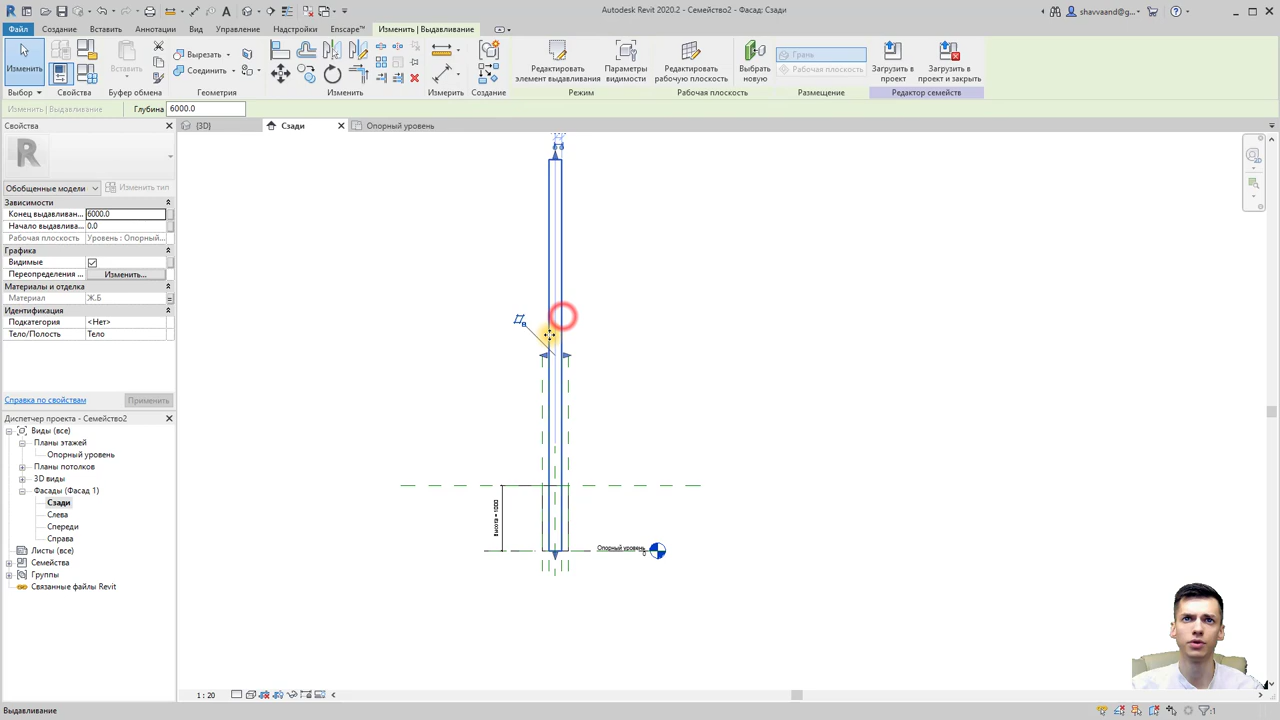 Autodesk Revit 2020.2 - Семейство2 - Фасад: Сзади
shavvaand@g...
Файл Создание Вставить Аннотации Вид Управление Надстройки Enscape™ Изменить | Выдавливание
Изменить
Вставить
Вырезать
Соединить
Редактировать элемент выдавливания
Параметры видимости
Редактировать рабочую плоскость
Выбрать новую
Грань
Рабочая плоскость
Загрузить в проект
Загрузить в проект и закрыть
Выбор Свойства Буфер обмена Геометрия Изменить Измерить Создание Режим Рабочая плоскость Размещение Редактор семейств
Изменить | Выдавливание Глубина 6000.0
Свойства
{3D} Сзади Опорный уровень
R
Обобщенные модели Изменить тип
Зависимости
Конец выдавливан... 6000.0
Начало выдавлива... 0.0
Рабочая плоскость Уровень : Опорный...
Графика
Видимые
Переопределения ... Изменить...
Материалы и отделка
Материал Ж.Б
Идентификация
Подкатегория <Нет>
Тело/Полость Тело
Справка по свойствам Применить
Диспетчер проекта - Семейство2
Виды (все)
Планы этажей
Опорный уровень
Планы потолков
3D виды
Фасады (Фасад 1)
Сзади
Слева
Спереди
Справа
Листы (все)
Семейства
Группы
Связанные файлы Revit
Высота = 1000
Опорный уровень
0
1 : 20
Выдавливание
:1